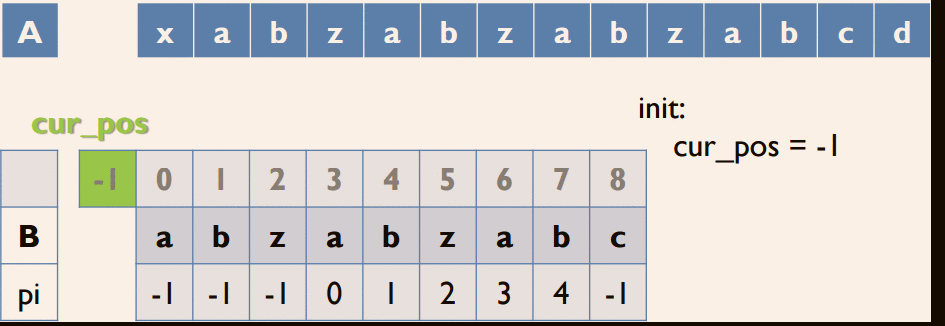 A x a b z a b z a b z a b c d
init:
cur_pos
cur_pos = -1
-1 0 1 2 3 4 5 6 7 8
B a b z a b z a b c
pi -1 -1 -1 0 1 2 3 4 -1